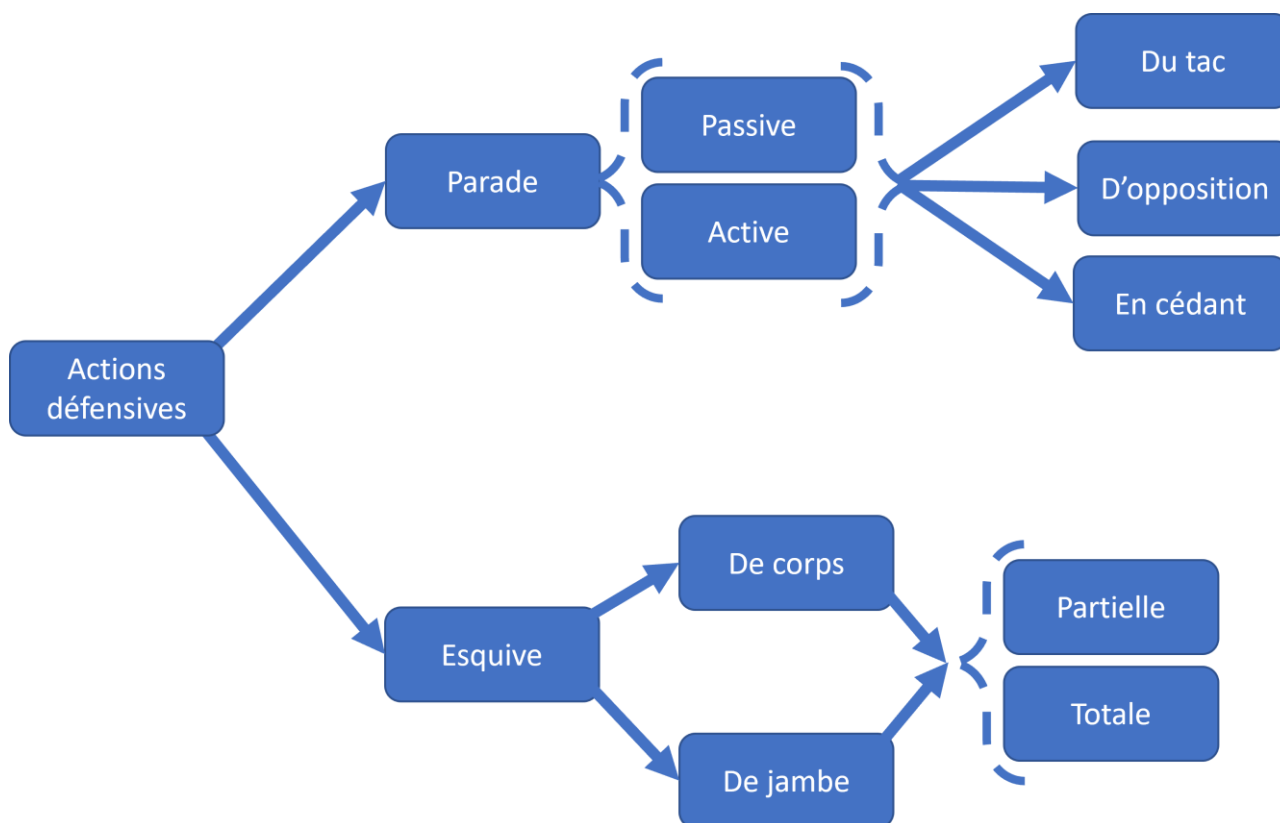 Du tac
Passive
Parade
D’opposition
Active
En cédant
Actions
défensives
De corps
Partielle
Esquive
Totale
De jambe